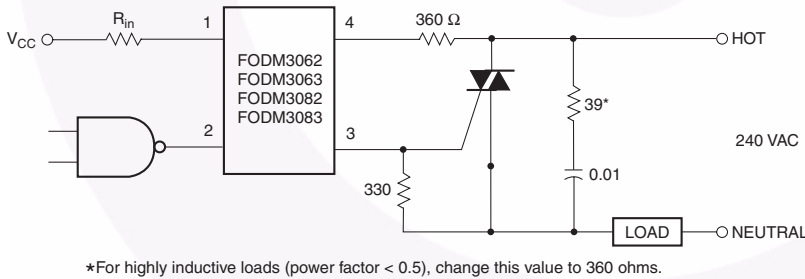 R_in
1
4
360 Ω
V_CC
HOT
FODM3062
FODM3063
FODM3082
FODM3083
39*
2
3
240 VAC
330
0.01
LOAD
NEUTRAL
*For highly inductive loads (power factor < 0.5), change this value to 360 ohms.